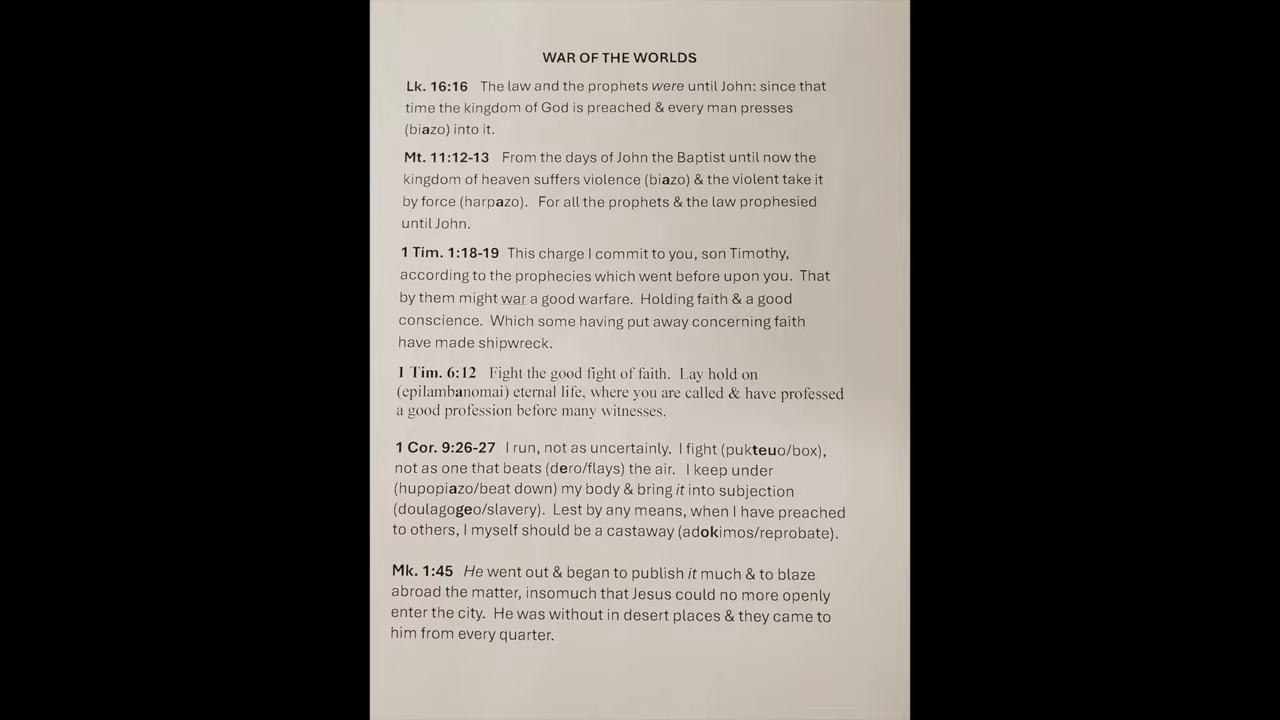 WAR OF THE WORLDS
Lk. 16:16 The law and the prophets were until John: since that
time the kingdom of God is preached & every man presses
(biazo) into it.
Mt. 11:12-13 From the days of John the Baptist until now the
kingdom of heaven suffers violence (biazo) & the violent take it
by force (harpazo). For all the prophets & the law prophesied
until John.
1 Tim. 1:18-19 This charge I commit to you, son Timothy,
according to the prophecies which went before upon you. That
by them might war a good warfare. Holding faith & a good
conscience. Which some having put away concerning faith
have made shipwreck.
1 Tim. 6:12 Fight the good fight of faith. Lay hold on
(epilambanomai) eternal life, where you are called & have professed
a good profession before many witnesses.
1 Cor. 9:26-27 I run, not as uncertainly. I fight (pukteuo/box),
not as one that beats (dero/flays) the air. I keep under
(hupopiazo/beat down) my body & bring it into subjection
(doulagogeo/slavery). Lest by any means, when I have preached
to others, I myself should be a castaway (adokimos/reprobate).
Mk. 1:45 He went out & began to publish it much & to blaze
abroad the matter, insomuch that Jesus could no more openly
enter the city. He was without in desert places & they came to
him from every quarter.